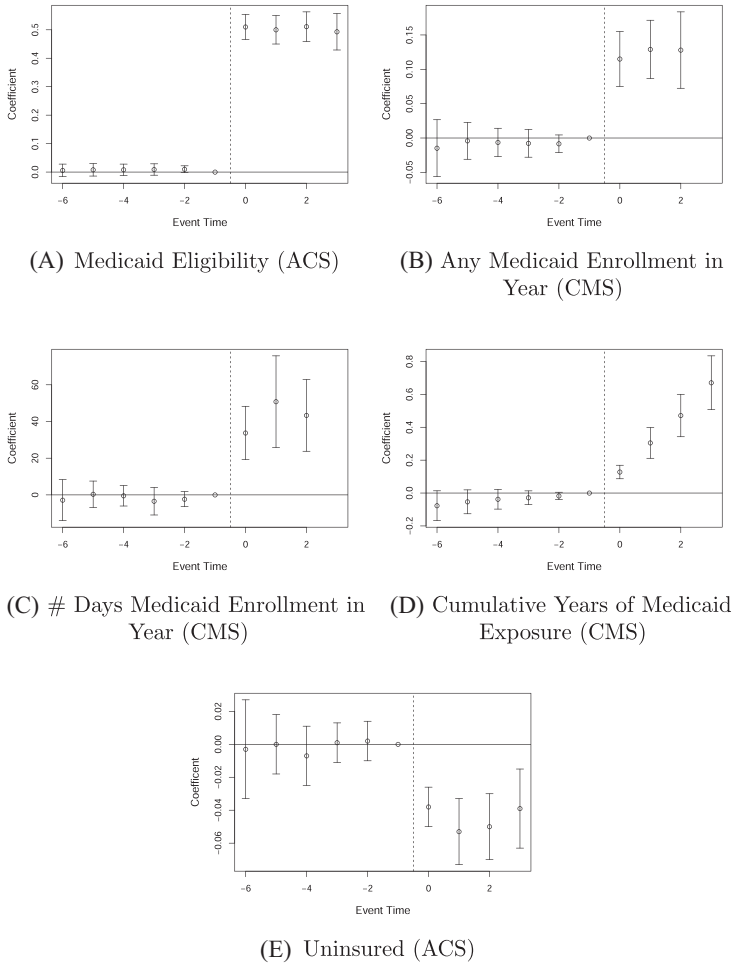 Coefficient
0.0 0.1 0.2 0.3 0.4 0.5
−6 −4 −2 0 2
Event Time
(A) Medicaid Eligibility (ACS)
Coefficient
−0.05 0.00 0.05 0.10 0.15
−6 −4 −2 0 2
Event Time
(B) Any Medicaid Enrollment in
Year (CMS)
Coefficient
0 20 40 60
−6 −4 −2 0 2
Event Time
(C) # Days Medicaid Enrollment in
Year (CMS)
Coefficient
−0.2 0.0 0.2 0.4 0.6 0.8
−6 −4 −2 0 2
Event Time
(D) Cumulative Years of Medicaid
Exposure (CMS)
Coefficent
−0.06 −0.04 −0.02 0.00 0.02
−6 −4 −2 0 2
Event Time
(E) Uninsured (ACS)